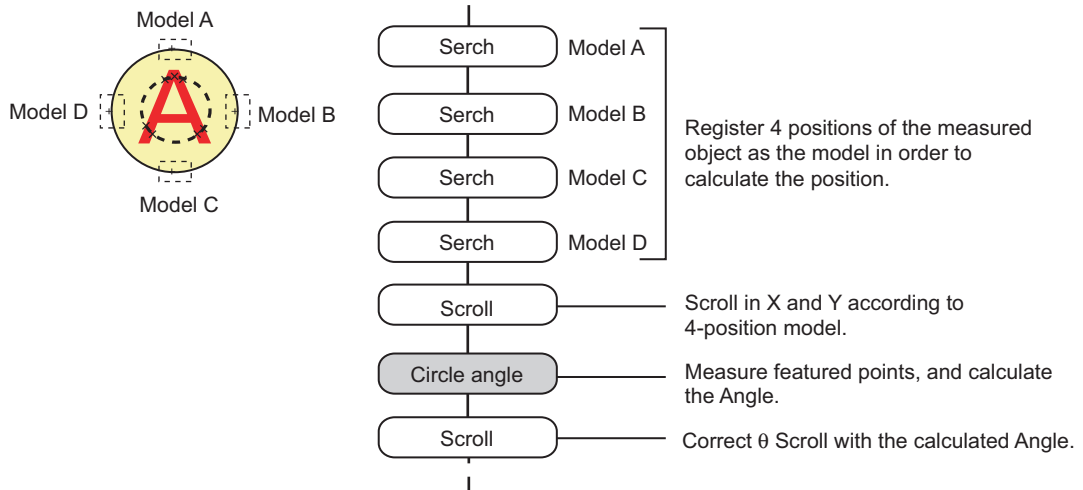 Model A
Model D
A
Model B
Model C
Serch
Model A
Serch
Model B
Serch
Model C
Serch
Model D
Register 4 positions of the measured
object as the model in order to
calculate the position.
Scroll
Scroll in X and Y according to
4-position model.
Circle angle
Measure featured points, and calculate
the Angle.
Scroll
Correct θ Scroll with the calculated Angle.